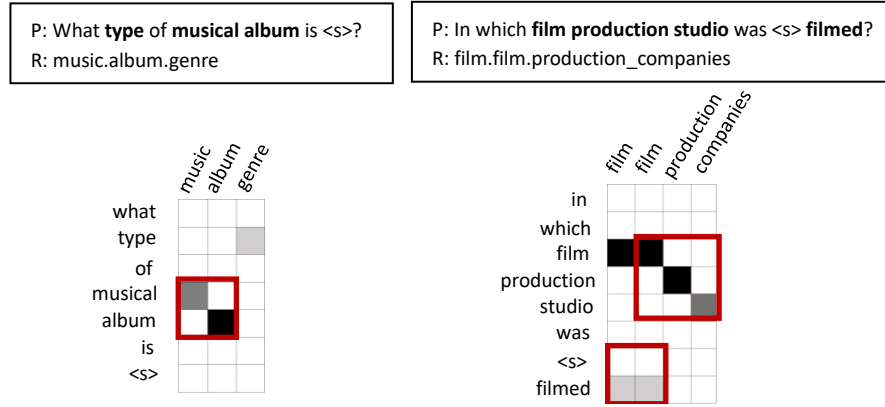 P: What type of musical album is <s>?
R: music.album.genre
P: In which film production studio was <s> filmed?
R: film.film.production_companies
music
album
genre
what
type
of
musical
album
is
<s>
film
film
production
companies
in
which
film
production
studio
was
<s>
filmed